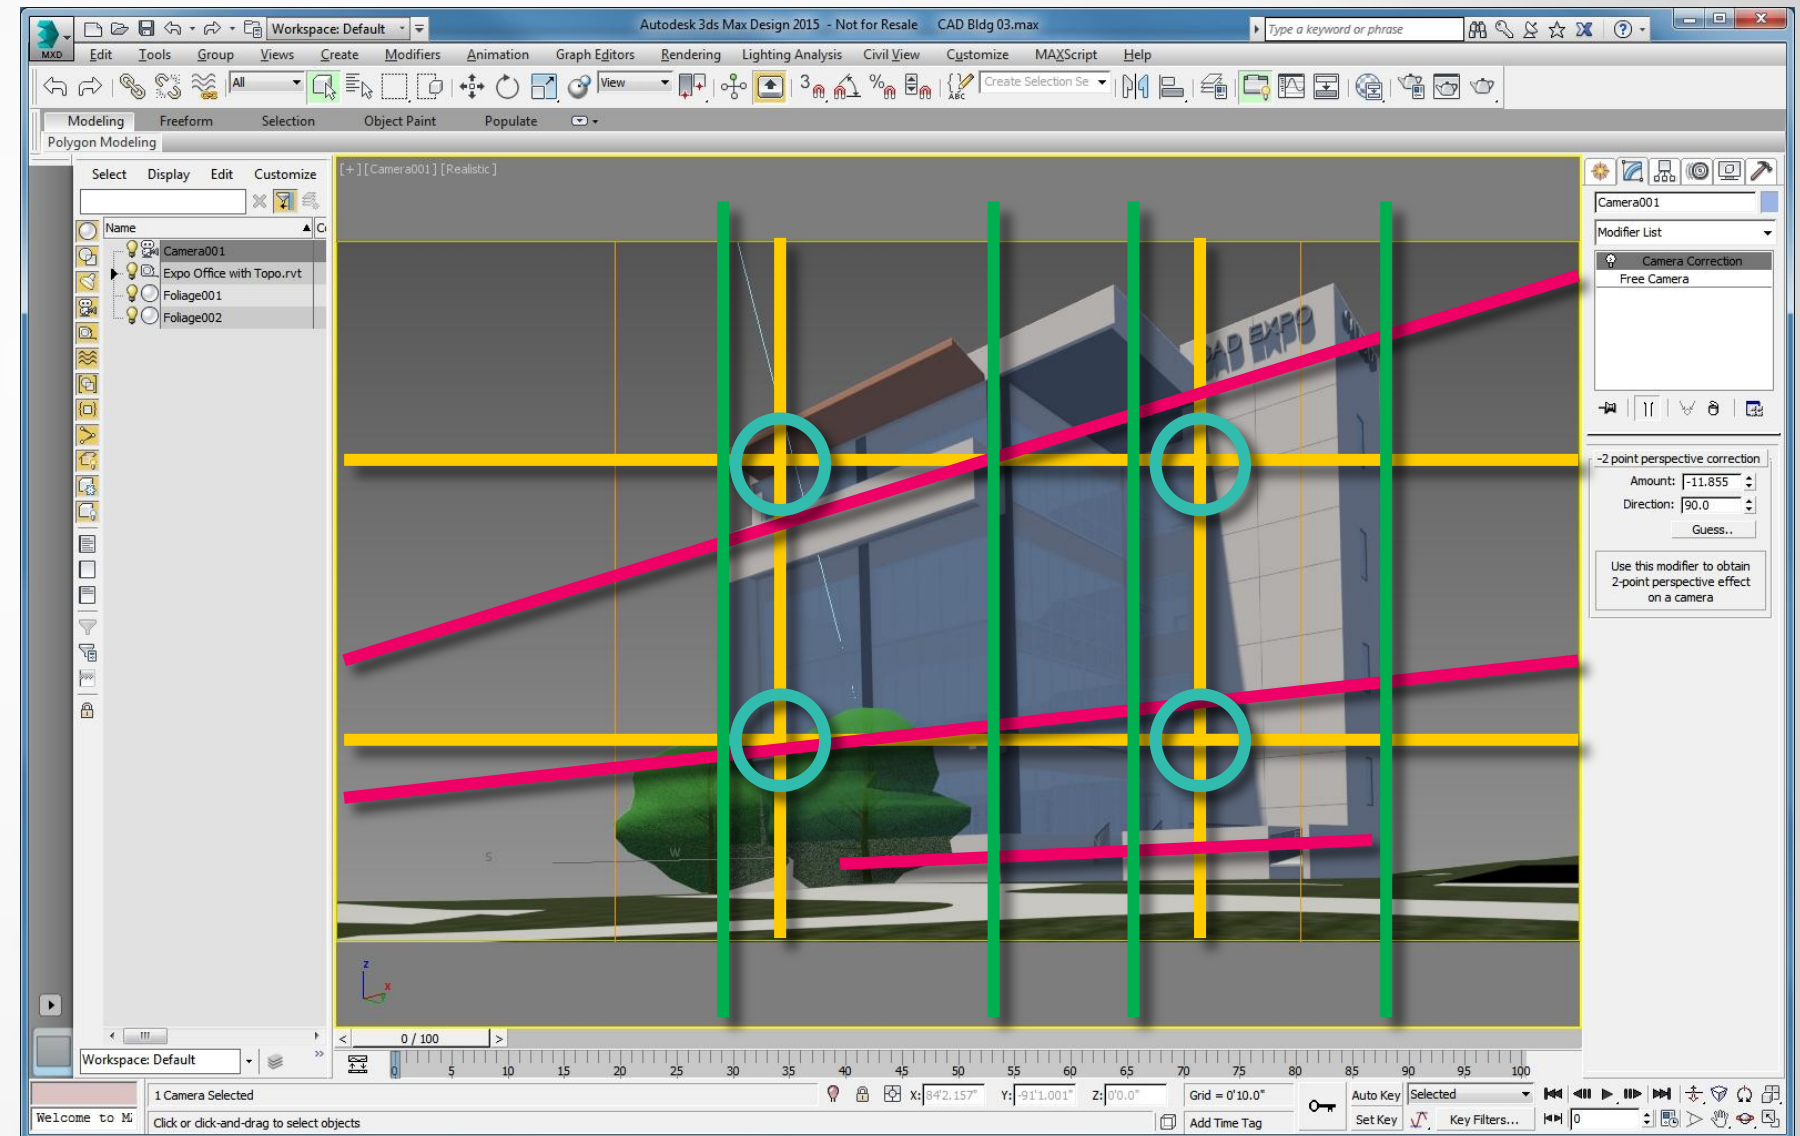 Autodesk 3ds Max Design 2015 - Not for Resale CAD Bldg 03.max
Workspace: Default
Type a keyword or phrase
MXD
Edit Tools Group Views Create Modifiers Animation Graph Editors Rendering Lighting Analysis Civil View Customize MAXScript Help
All
View
3
%
ABC
Create Selection Se
Modeling Freeform Selection Object Paint Populate
Polygon Modeling
Select Display Edit Customize
Name
Camera001
Expo Office with Topo.rvt
Foliage001
Foliage002
[+] [Camera001] [Realistic]
CAD EXPO
S
W
z
x
Camera001
Modifier List
Camera Correction
Free Camera
-2 point perspective correction
Amount: -11.855
Direction: 90.0
Guess..
Use this modifier to obtain
2-point perspective effect
on a camera
0 / 100
Workspace: Default
0 5 10 15 20 25 30 35 40 45 50 55 60 65 70 75 80 85 90 95 100
1 Camera Selected
X: 84'2.157" Y: -91'1.001" Z: 0'0.0"
Grid = 0'10.0"
Auto Key Selected
Welcome to M
Click or click-and-drag to select objects
Add Time Tag
Set Key Key Filters...
0